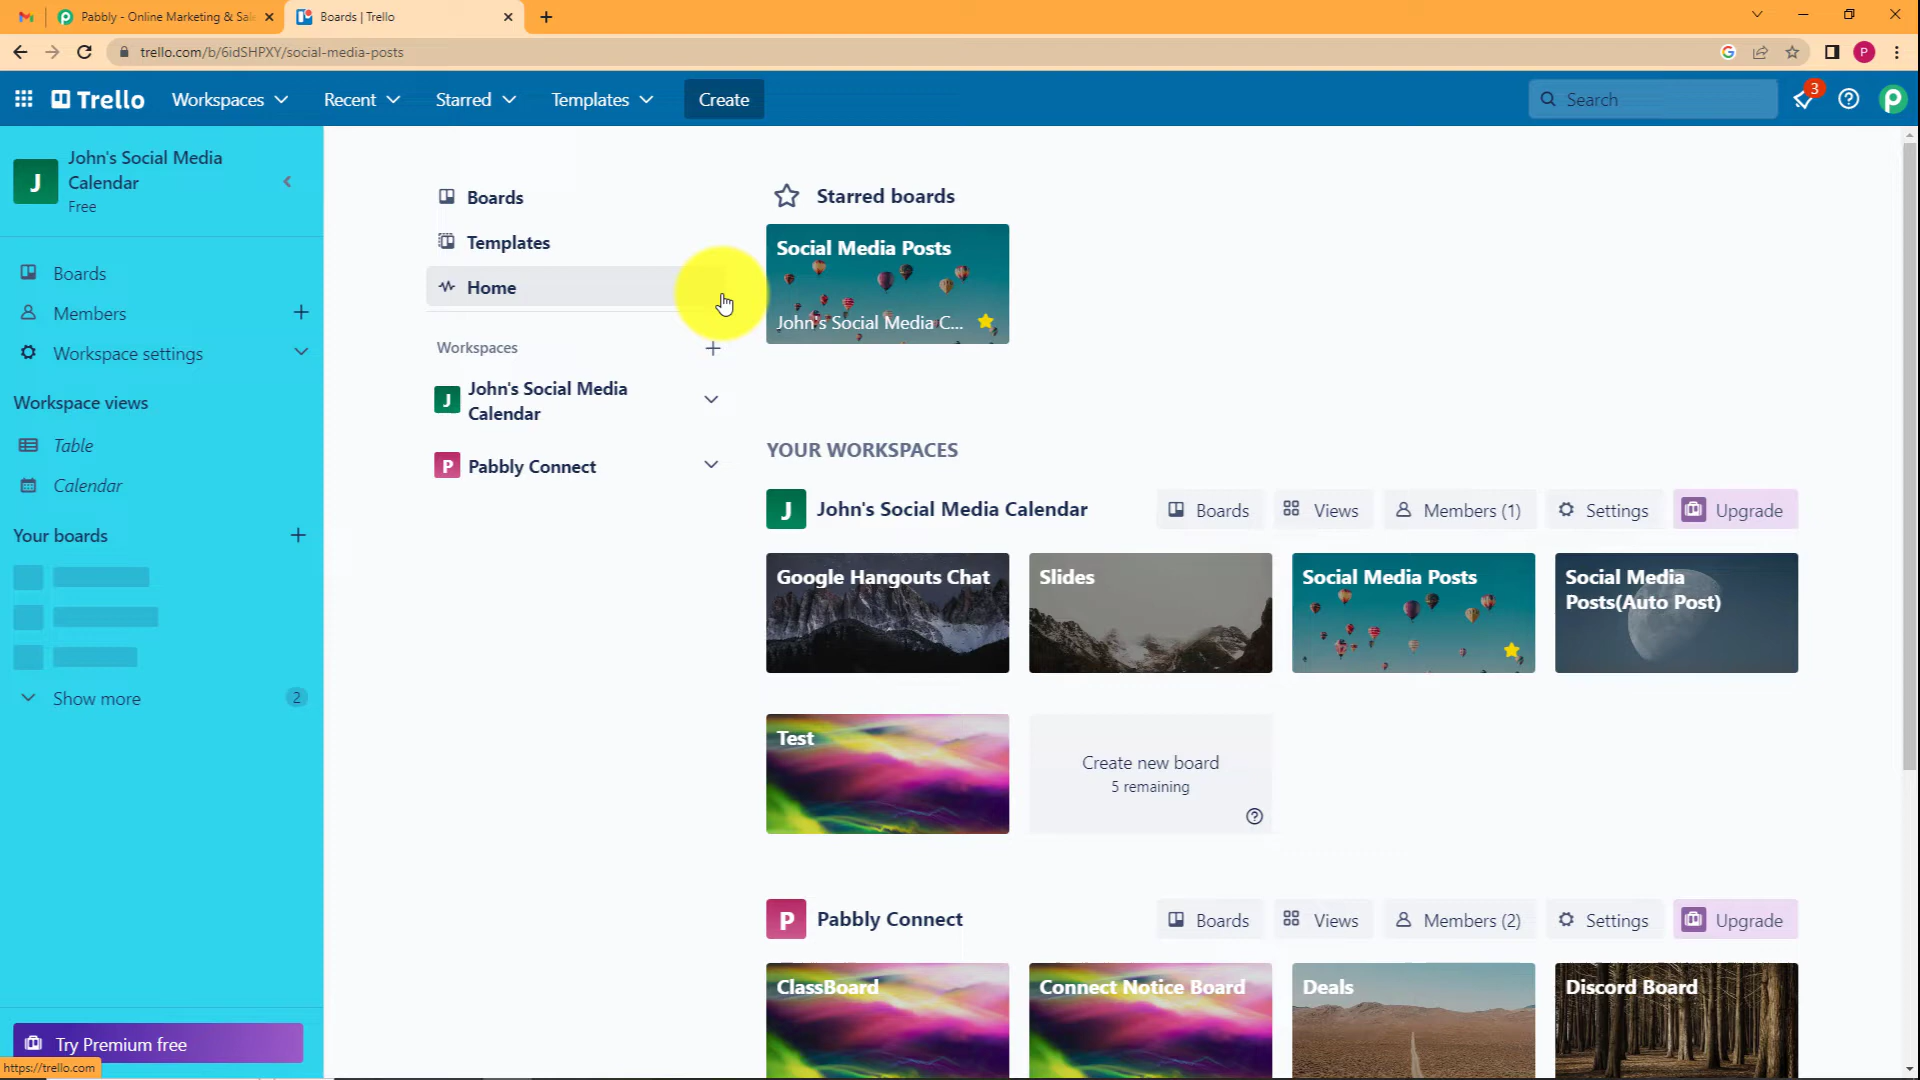 Pabbly - Online Marketing & Sal
Boards | Trello
trello.com/b/6idSHPXY/social-media-posts
P
Trello
Workspaces
Recent
Starred
Templates
Create
Search
3
J
John's Social Media
Calendar
Free
Boards
Members
Workspace settings
Workspace views
Table
Calendar
Your boards
Show more
2
Try Premium free
https://trello.com
Boards
Templates
Home
Workspaces
J
John's Social Media
Calendar
P
Pabbly Connect
Starred boards
Social Media Posts
John's Social Media C...
YOUR WORKSPACES
J
John's Social Media Calendar
Boards
Views
Members (1)
Settings
Upgrade
Google Hangouts Chat
Slides
Social Media Posts
Social Media
Posts(Auto Post)
Test
Create new board
5 remaining
P
Pabbly Connect
Boards
Views
Members (2)
Settings
Upgrade
ClassBoard
Connect Notice Board
Deals
Discord Board